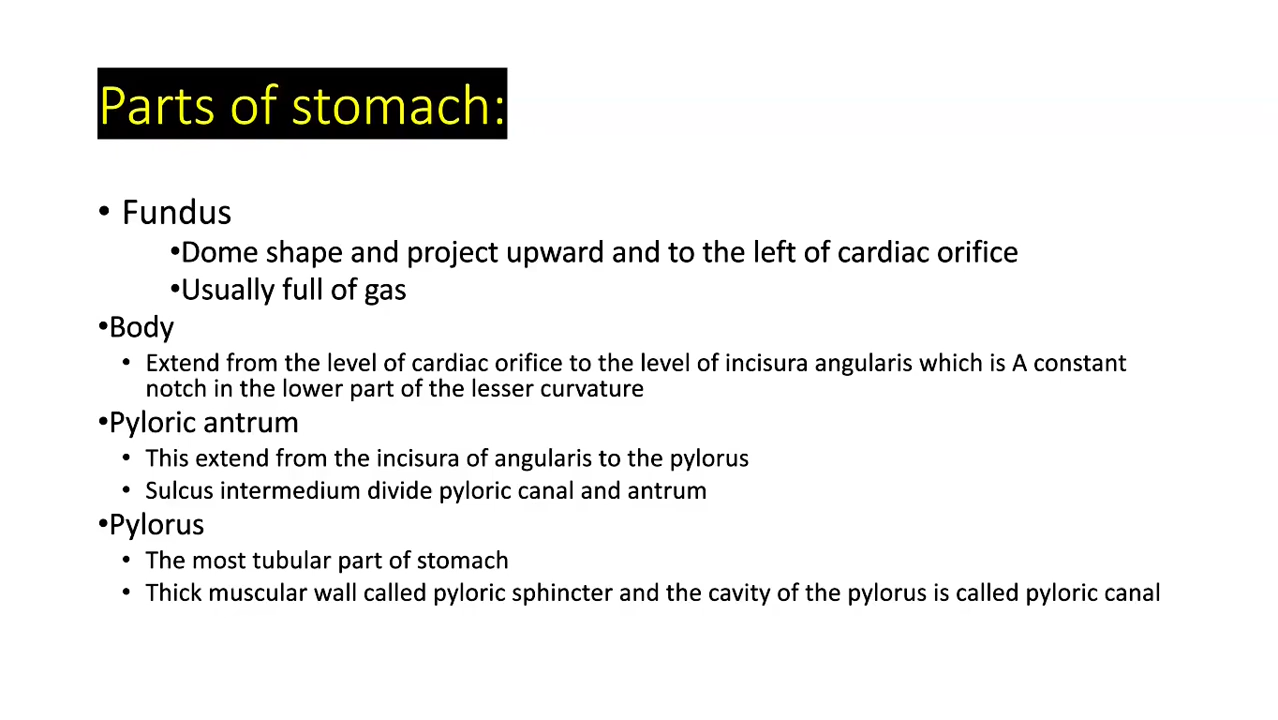 Parts of stomach:
• Fundus
•Dome shape and project upward and to the left of cardiac orifice
•Usually full of gas
•Body
• Extend from the level of cardiac orifice to the level of incisura angularis which is A constant
notch in the lower part of the lesser curvature
•Pyloric antrum
• This extend from the incisura of angularis to the pylorus
• Sulcus intermedium divide pyloric canal and antrum
•Pylorus
• The most tubular part of stomach
• Thick muscular wall called pyloric sphincter and the cavity of the pylorus is called pyloric canal